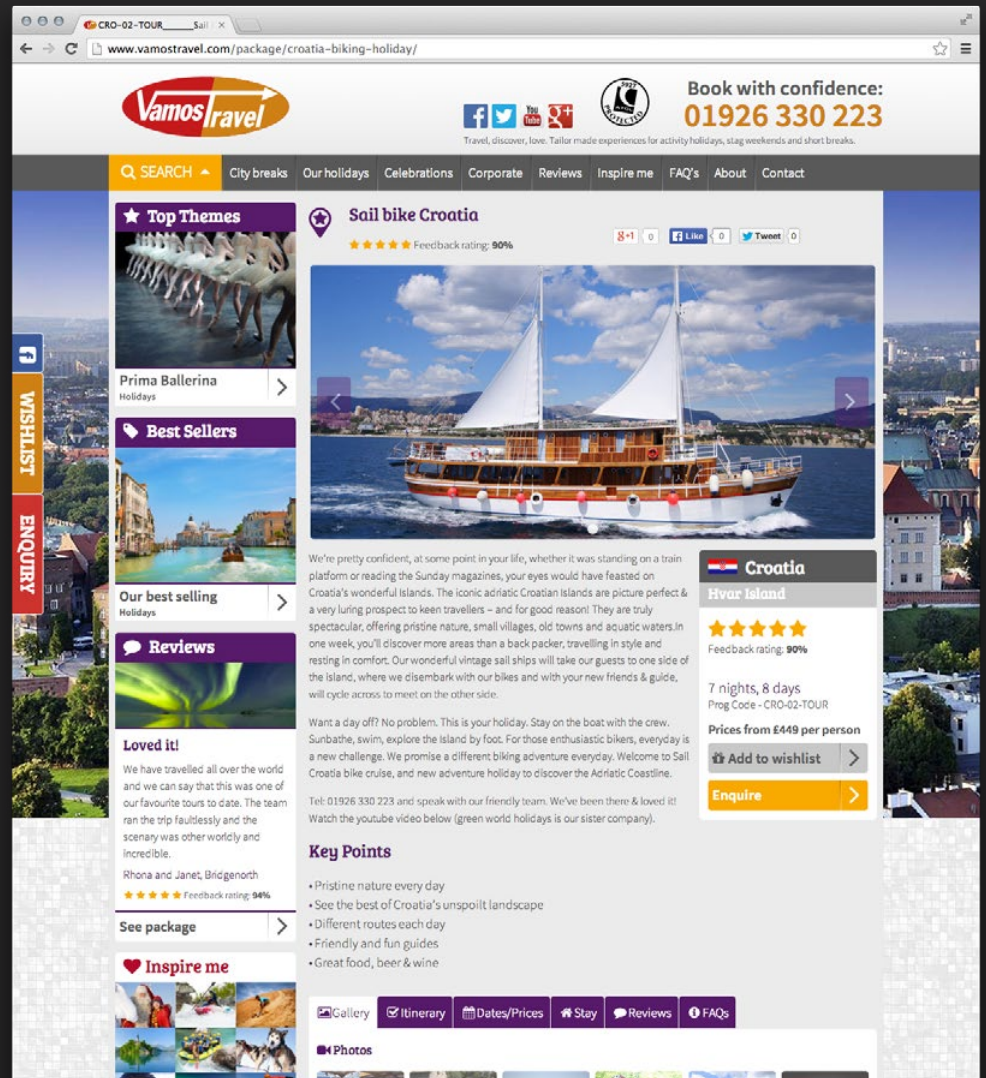 CRO-02-TOUR______Sail
www.vamostravel.com/package/croatia-biking-holiday/
Vamos Travel
You
Tube
PROTECTED
Book with confidence:
01926 330 223
Travel, discover, love. Tailor made experiences for activity holidays, stag weekends and short breaks.
SEARCH
City breaks
Our holidays
Celebrations
Corporate
Reviews
Inspire me
FAQ's
About
Contact
WISHLIST
ENQUIRY
Top Themes
Prima Ballerina
Holidays
Best Sellers
Our best selling
Holidays
Reviews
Loved it!
We have travelled all over the world
and we can say that this was one of
our favourite tours to date. The team
ran the trip faultlessly and the
scenery was other worldly and
incredible.
Rhona and Janet, Bridgenorth
Feedback rating: 94%
See package
Inspire me
Sail bike Croatia
Feedback rating: 90%
g+1 0
Like 0
Tweet 0
We're pretty confident, at some point in your life, whether it was standing on a train
platform or reading the Sunday magazines, your eyes would have feasted on
Croatia's wonderful Islands. The iconic adriatic Croatian Islands are picture perfect &
a very luring prospect to keen travellers – and for good reason! They are truly
spectacular, offering pristine nature, small villages, old towns and aquatic waters.In
one week, you'll discover more areas than a back packer, travelling in style and
resting in comfort. Our wonderful vintage sail ships will take our guests to one side of
the island, where we disembark with our bikes and with your new friends & guide,
will cycle across to meet on the other side.
Want a day off? No problem. This is your holiday. Stay on the boat with the crew.
Sunbathe, swim, explore the Island by foot. For those enthusiastic bikers, everyday is
a new challenge. We promise a different biking adventure everyday. Welcome to Sail
Croatia bike cruise, and new adventure holiday to discover the Adriatic Coastline.
Tel: 01926 330 223 and speak with our friendly team. We've been there & loved it!
Watch the youtube video below (green world holidays is our sister company).
Croatia
Hvar Island
Feedback rating: 90%
7 nights, 8 days
Prog Code - CRO-02-TOUR
Prices from £449 per person
Add to wishlist
Enquire
Key Points
• Pristine nature every day
• See the best of Croatia's unspoilt landscape
• Different routes each day
• Friendly and fun guides
• Great food, beer & wine
Gallery
Itinerary
Dates/Prices
Stay
Reviews
FAQs
Photos